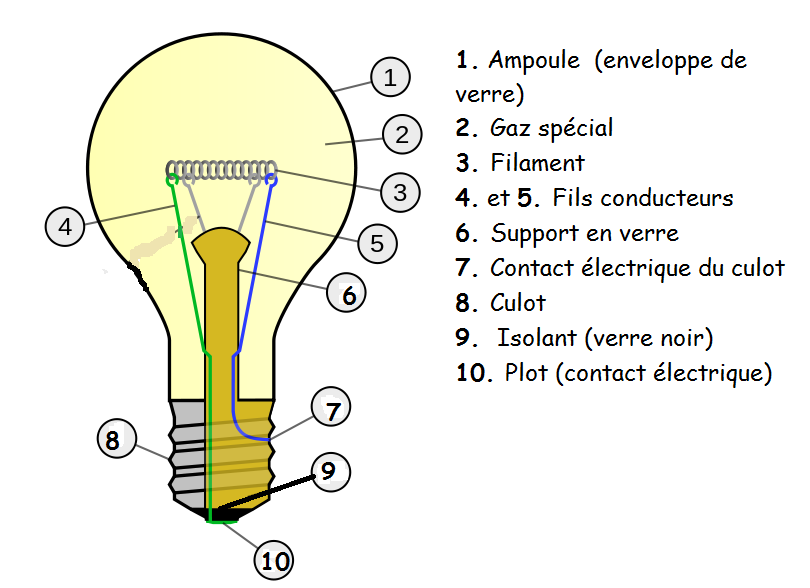 1
2
3
4
5
6
7
8
9
10
1. Ampoule (enveloppe de
verre)
2. Gaz spécial
3. Filament
4. et 5. Fils conducteurs
6. Support en verre
7. Contact électrique du culot
8. Culot
9. Isolant (verre noir)
10. Plot (contact électrique)